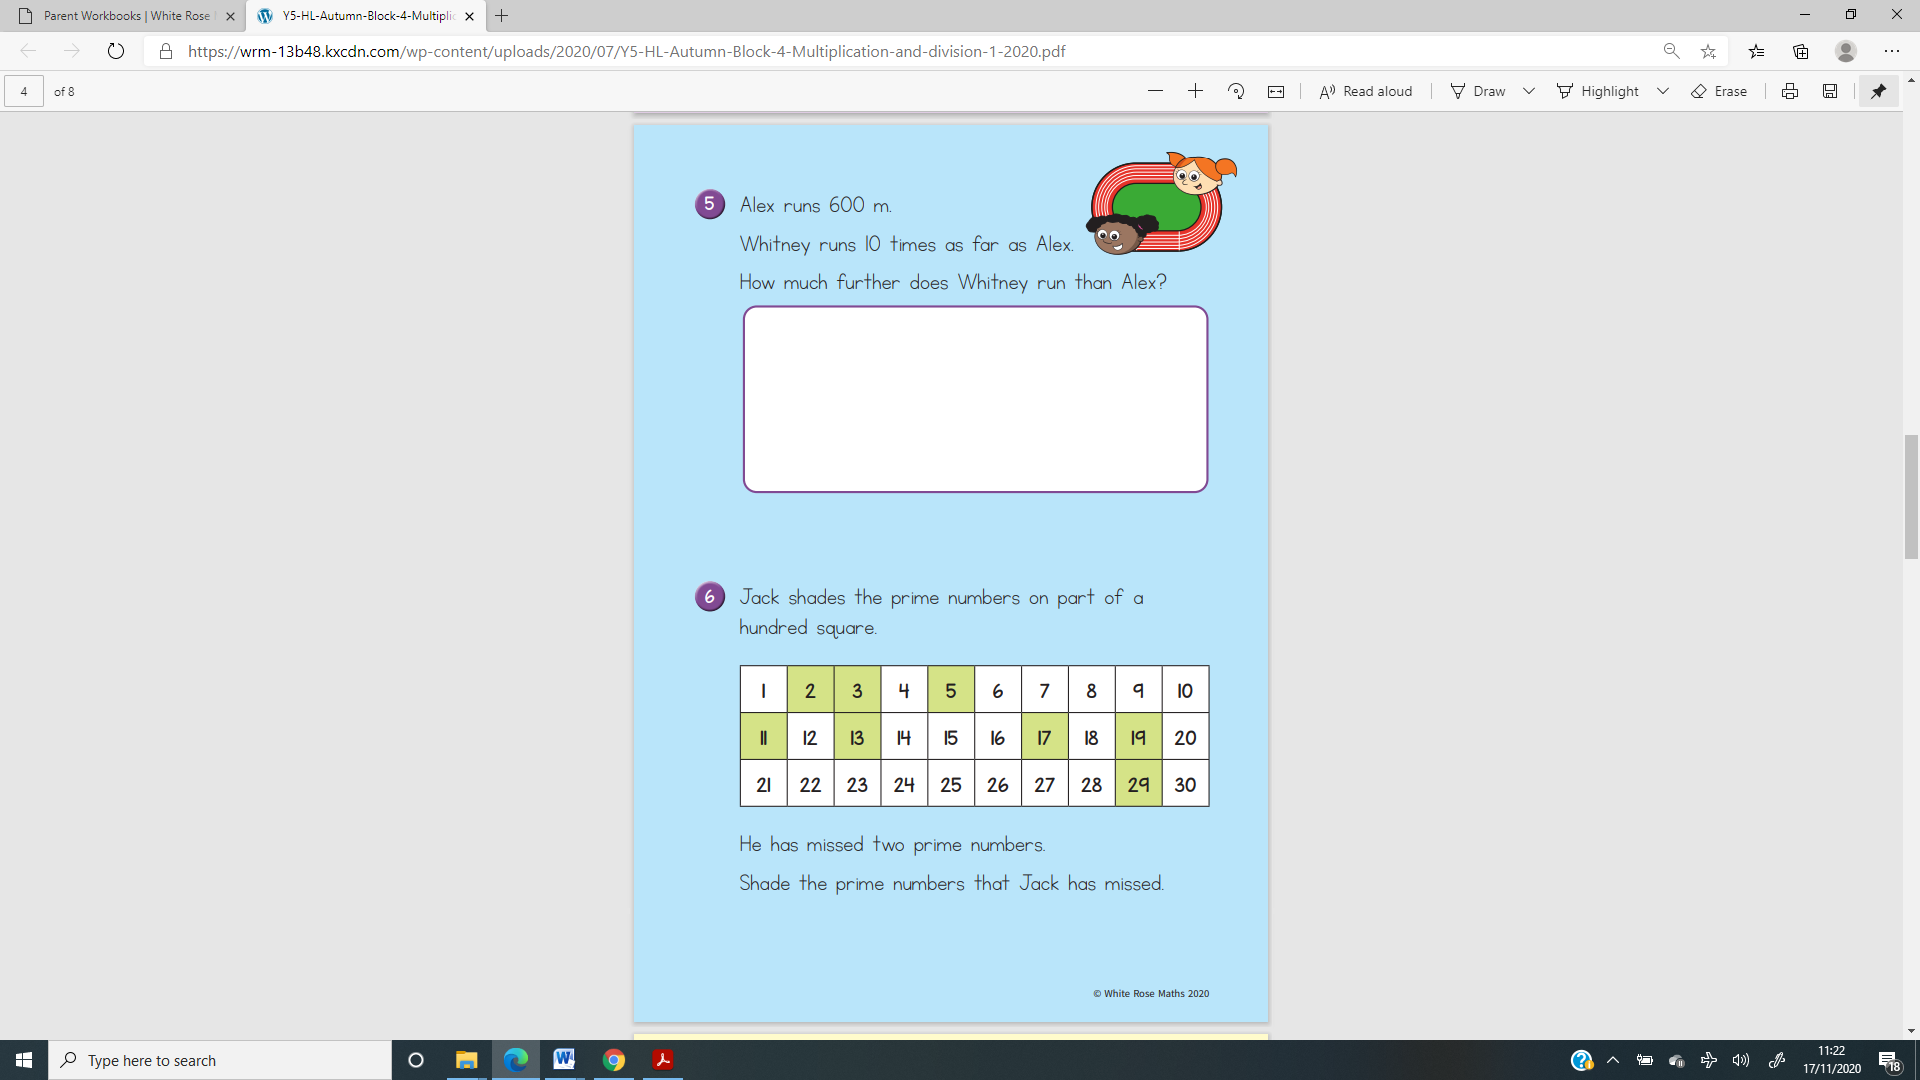 Parent Workbooks | White Rose
Y5-HL-Autumn-Block-4-Multiplic
https://wrm-13b48.kxcdn.com/wp-content/uploads/2020/07/Y5-HL-Autumn-Block-4-Multiplication-and-division-1-2020.pdf
4 of 8
Read aloud
Draw
Highlight
Erase
5 Alex runs 600 m.
Whitney runs 10 times as far as Alex.
How much further does Whitney run than Alex?
6 Jack shades the prime numbers on part of a
hundred square.
1 2 3 4 5 6 7 8 9 10
11 12 13 14 15 16 17 18 19 20
21 22 23 24 25 26 27 28 29 30
He has missed two prime numbers.
Shade the prime numbers that Jack has missed.
© White Rose Maths 2020
Type here to search
11:22
17/11/2020
18